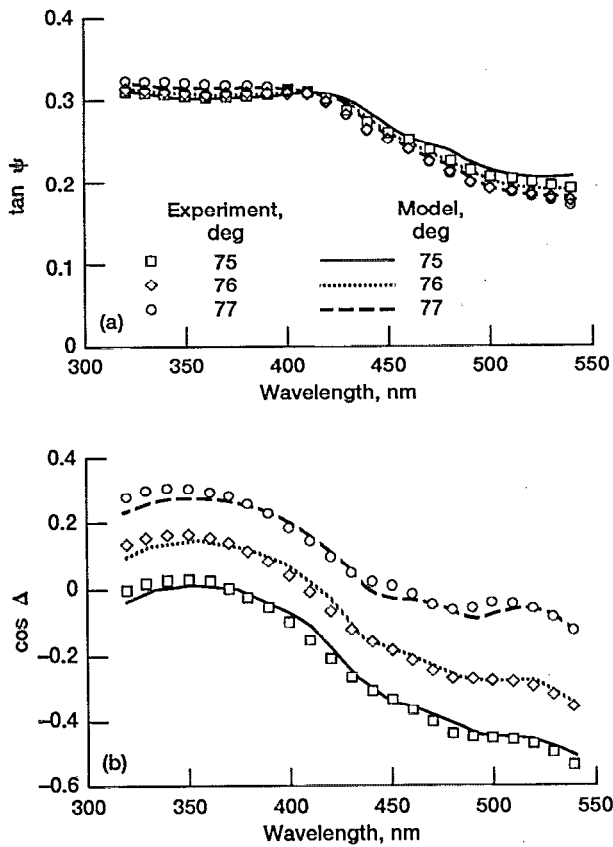 0.4
0.3
0.2
0.1
0
tan ψ
Experiment, deg
Model, deg
75 75
76 76
77 77
(a)
300 350 400 450 500 550
Wavelength, nm
0.4
0.2
0
–0.2
–0.4
–0.6
cos Δ
(b)
300 350 400 450 500 550
Wavelength, nm